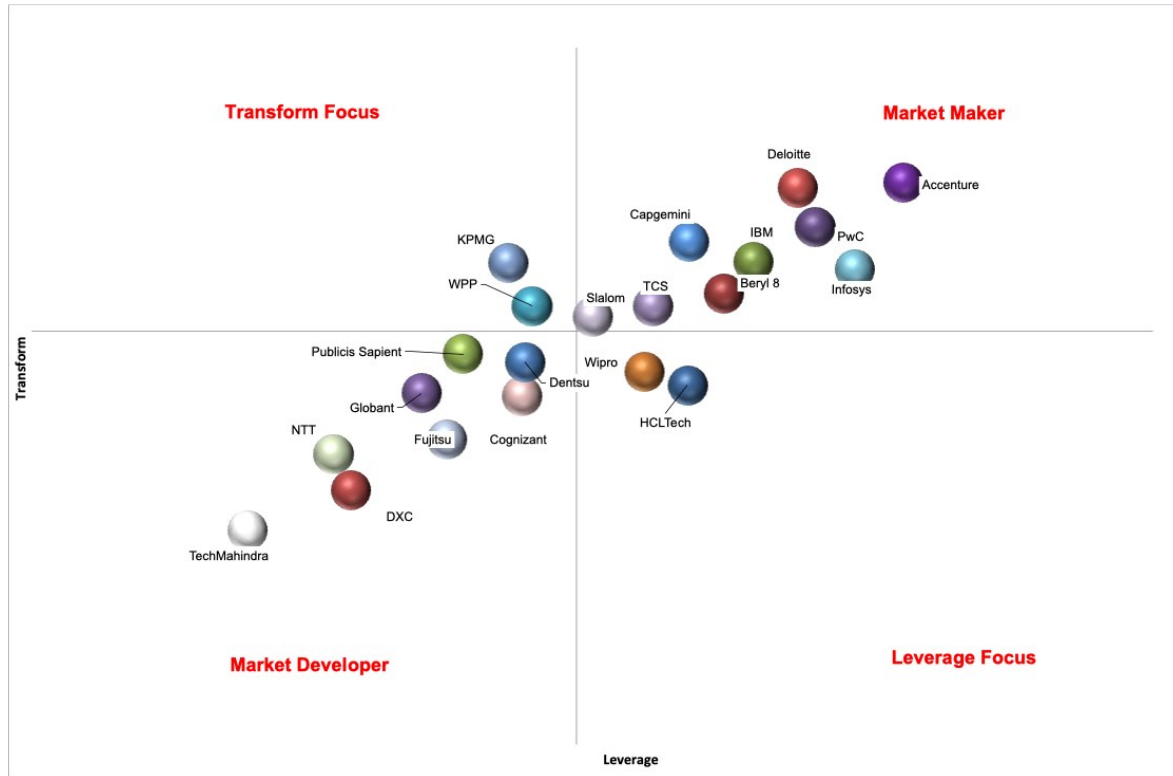 Transform Focus
Market Maker
Deloitte
Accenture
Capgemini
IBM
PwC
KPMG
WPP
Beryl 8
Infosys
TCS
Slalom
Transform
Publicis Sapient
Wipro
Dentsu
Globant
HCLTech
NTT
Fujitsu
Cognizant
DXC
TechMahindra
Market Developer
Leverage Focus
Leverage